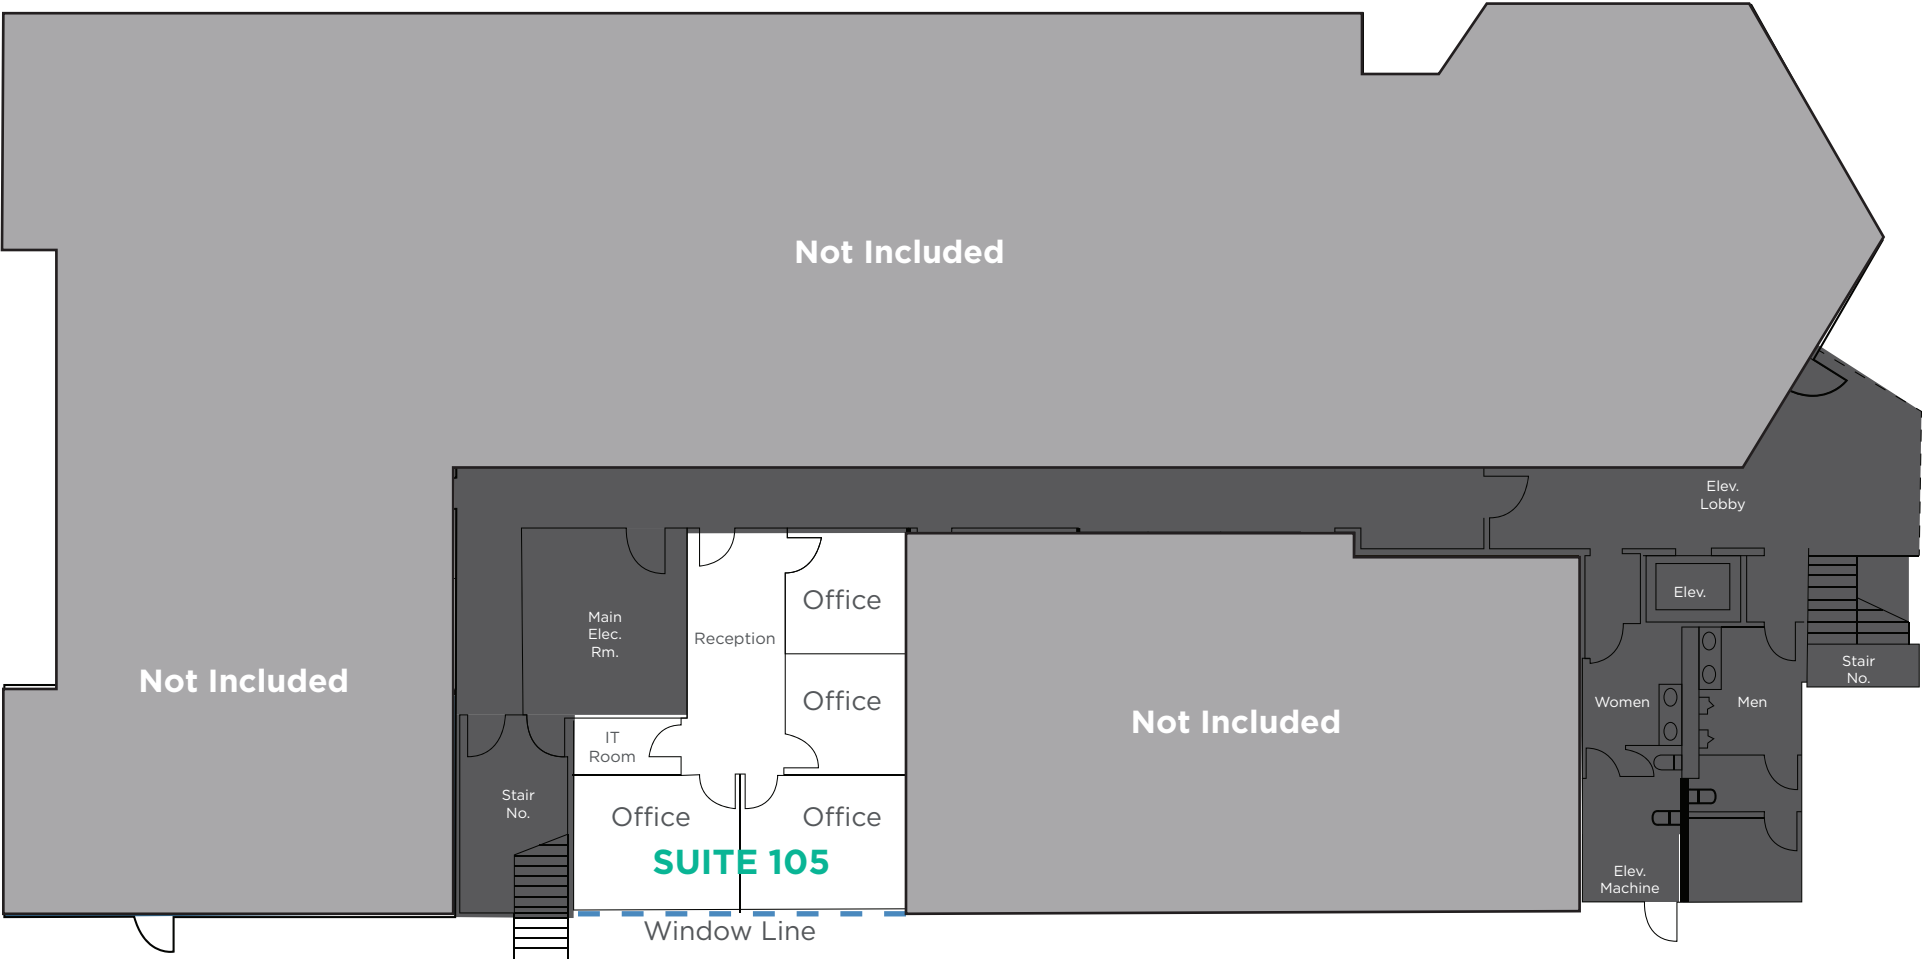 Not Included
Elev.
Lobby
Elev.
Office
Main
Elec.
Rm.
Reception
Stair
No.
Not Included
Office
Women
Men
Not Included
IT
Room
Stair
No.
Office
Office
SUITE 105
Elev.
Machine
Window Line